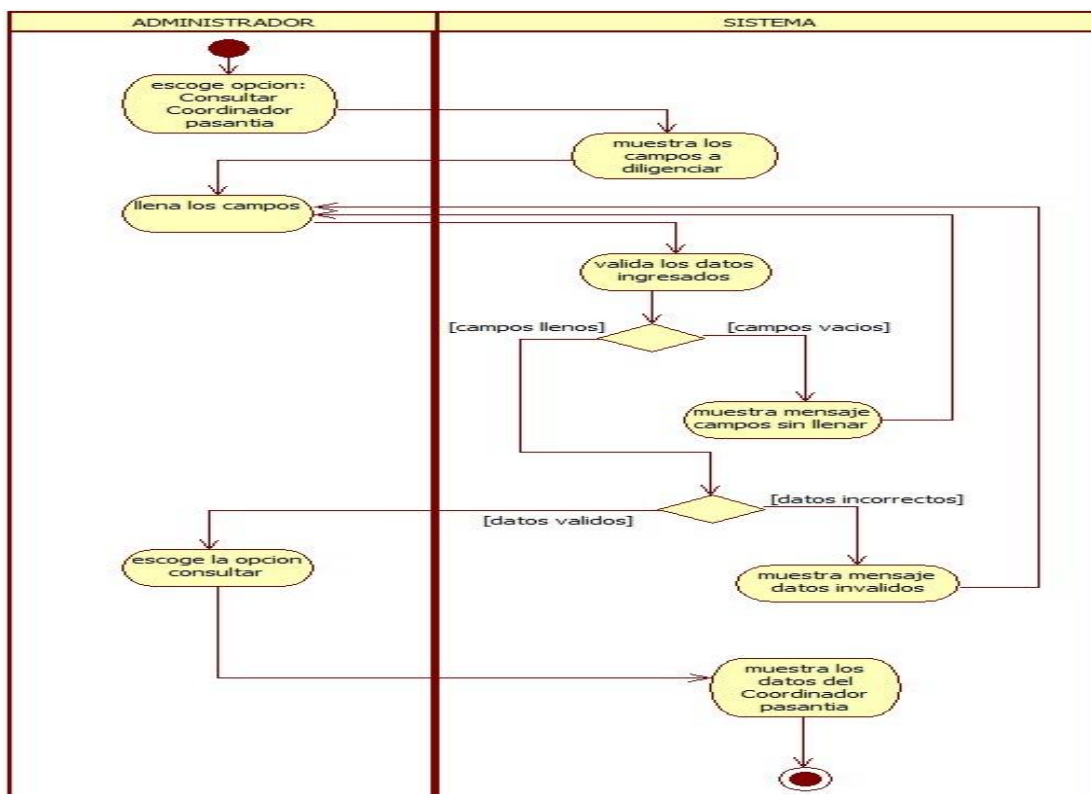 ADMINISTRADOR
SISTEMA
escoge opcion:
Consultar
Coordinador
pasantia
muestra los
campos a
diligenciar
llena los campos
valida los datos
ingresados
[campos llenos]
[campos vacios]
muestra mensaje
campos sin llenar
[datos incorrectos]
[datos validos]
escoge la opcion
consultar
muestra mensaje
datos invalidos
muestra los
datos del
Coordinador
pasantia